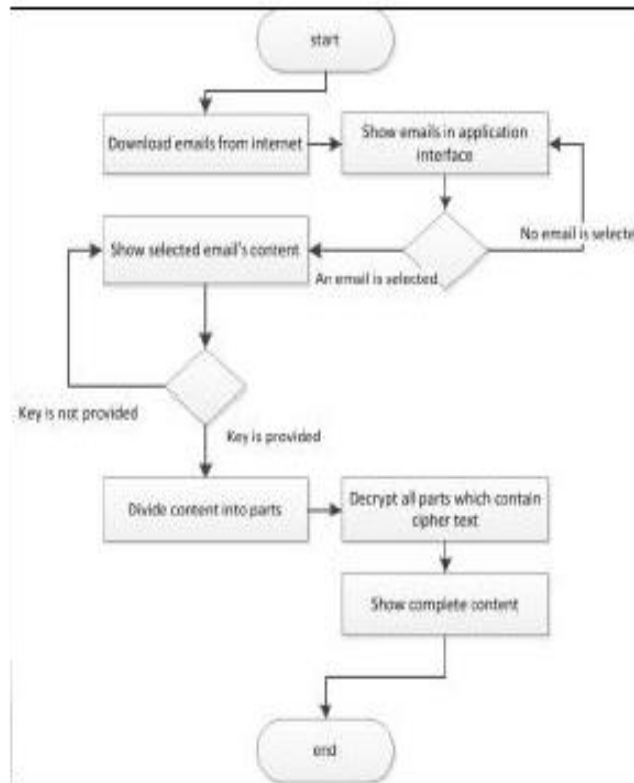 start
Download emails from internet
Show emails in application
interface
No email is selecte
Show selected email's content
An email is selected
Key is not provided
Key is provided
Divide content into parts
Decrypt all parts which contain
cipher text
Show complete content
end